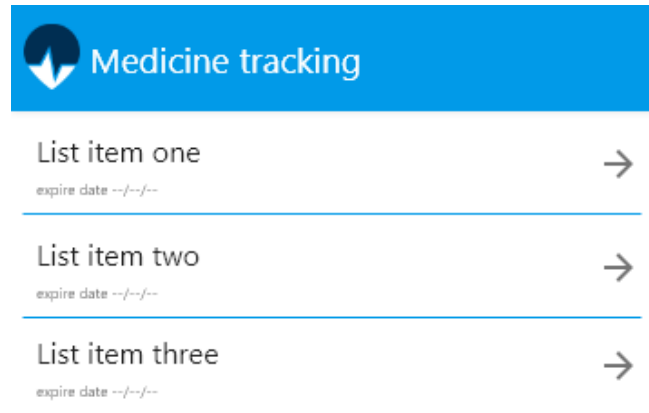 Medicine tracking
List item one
expire date --/--/--
List item two
expire date --/--/--
List item three
expire date --/--/--